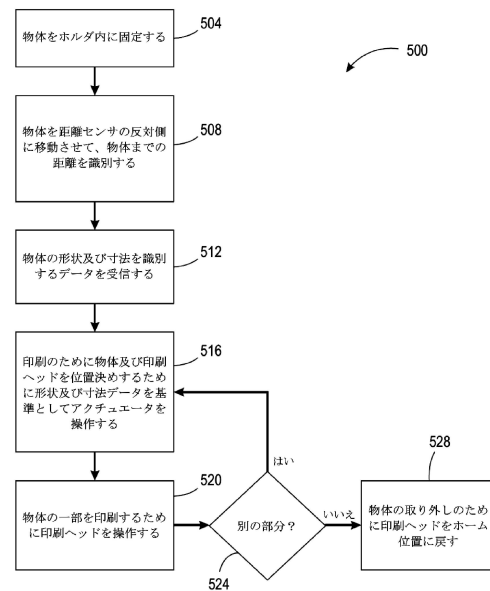 物体をホルダ内に固定する
504
500
物体を距離センサの反対側
に移動させて、物体までの
距離を識別する
508
物体の形状及び寸法を識別
するデータを受信する
512
印刷のために物体及び印刷
ヘッドを位置決めするため
に形状及び寸法データを基
準としてアクチュエータを
操作する
516
はい
物体の一部を印刷するため
に印刷ヘッドを操作する
520
別の部分？
524
いいえ
物体の取り外しのため
に印刷ヘッドをホーム
位置に戻す
528